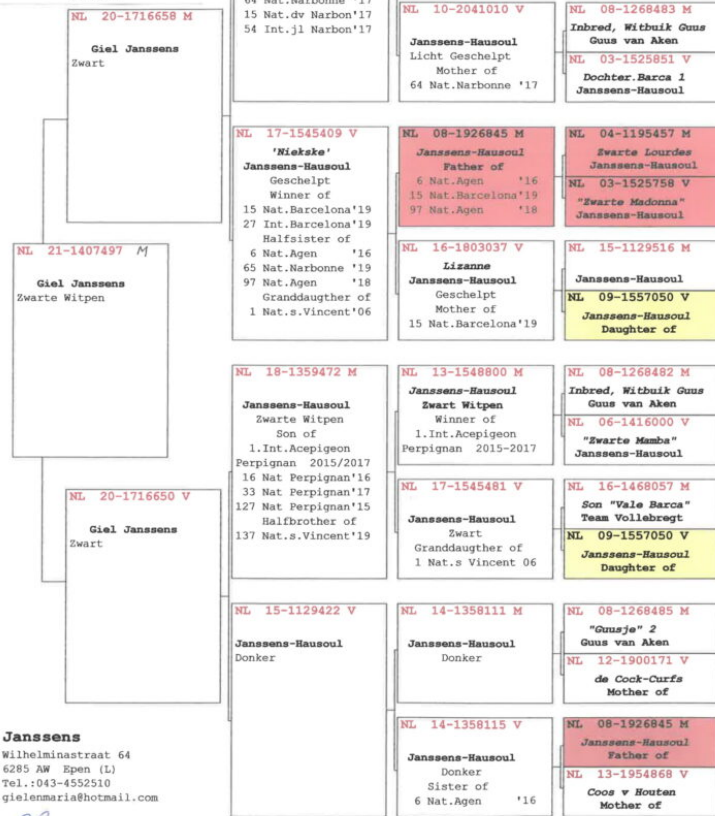 NL 20-1716658 M
Giel Janssens
Zwart
64 Nat.Narbonne '17
15 Nat.dv Narbon'17
54 Int.jl Narbon'17
NL 10-2041010 V
Janssens-Hausoul
Licht Geschelpt
Mother of
64 Nat.Narbonne '17
NL 08-1268483 M
Inbred, Witbuik Guus
Guus van Aken
NL 03-1525851 V
Dochter.Barca 1
Janssens-Hausoul
NL 17-1545409 V
'Niekske'
Janssens-Hausoul
Geschelpt
Winner of
15 Nat.Barcelona'19
27 Int.Barcelona'19
Halfsister of
6 Nat.Agen '16
65 Nat.Narbonne '19
97 Nat.Agen '18
Granddaugther of
1 Nat.s.Vincent'06
NL 08-1926845 M
Janssens-Hausoul
Father of
6 Nat.Agen '16
15 Nat.Barcelona'19
97 Nat.Agen '18
NL 04-1195457 M
Zwarte Lourdes
Janssens-Hausoul
NL 03-1525758 V
"Zwarte Madonna"
Janssens-Hausoul
NL 16-1803037 V
Lizanne
Janssens-Hausoul
Geschelpt
Mother of
15 Nat.Barcelona'19
NL 15-1129516 M
Janssens-Hausoul
NL 09-1557050 V
Janssens-Hausoul
Daughter of
NL 21-1407497 M
Giel Janssens
Zwarte Witpen
NL 18-1359472 M
Janssens-Hausoul
Zwarte Witpen
Son of
1.Int.Acepigeon
Perpignan 2015/2017
16 Nat Perpignan'16
33 Nat Perpignan'17
127 Nat Perpignan'15
Halfbrother of
137 Nat.s.Vincent'19
NL 13-1548800 M
Janssens-Hausoul
Zwart Witpen
Winner of
1.Int.Acepigeon
Perpignan 2015-2017
NL 08-1268482 M
Inbred, Witbuik Guus
Guus van Aken
NL 06-1416000 V
"Zwarte Mamba"
Janssens-Hausoul
NL 17-1545481 V
Janssens-Hausoul
Zwart
Granddaugther of
1 Nat.s Vincent 06
NL 16-1468057 M
Son "Vale Barca"
Team Vollebregt
NL 09-1557050 V
Janssens-Hausoul
Daughter of
NL 20-1716650 V
Giel Janssens
Zwart
NL 15-1129422 V
Janssens-Hausoul
Donker
NL 14-1358111 M
Janssens-Hausoul
Donker
NL 08-1268485 M
"Guusje" 2
Guus van Aken
NL 12-1900171 V
de Cock-Curfs
Mother of
NL 14-1358115 V
Janssens-Hausoul
Donker
Sister of
6 Nat.Agen '16
NL 08-1926845 M
Janssens-Hausoul
Father of
NL 13-1954868 V
Coos v Houten
Mother of
Janssens
Wilhelminastraat 64
6285 AW Epen (L)
Tel.:043-4552510
gielenmaria@hotmail.com